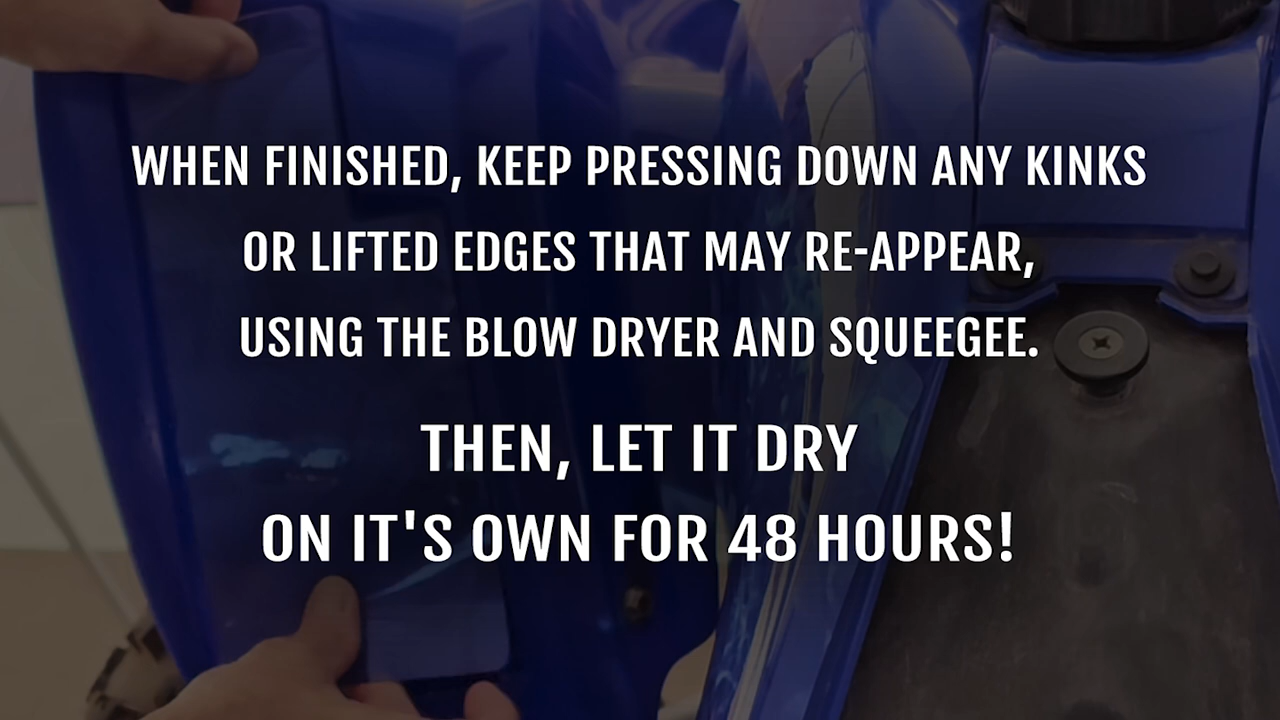 WHEN FINISHED, KEEP PRESSING DOWN ANY KINKS
OR LIFTED EDGES THAT MAY RE-APPEAR,
USING THE BLOW DRYER AND SQUEEGEE.
THEN, LET IT DRY
ON IT'S OWN FOR 48 HOURS!